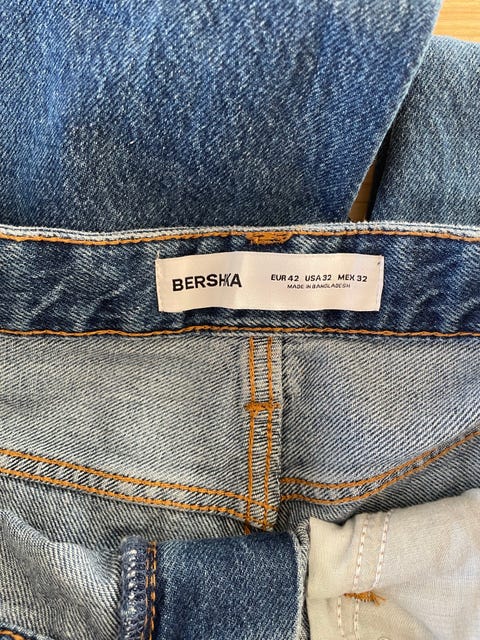 BERSHKA
EUR 42 USA 32 MEX 32
MADE IN BANGLADESH